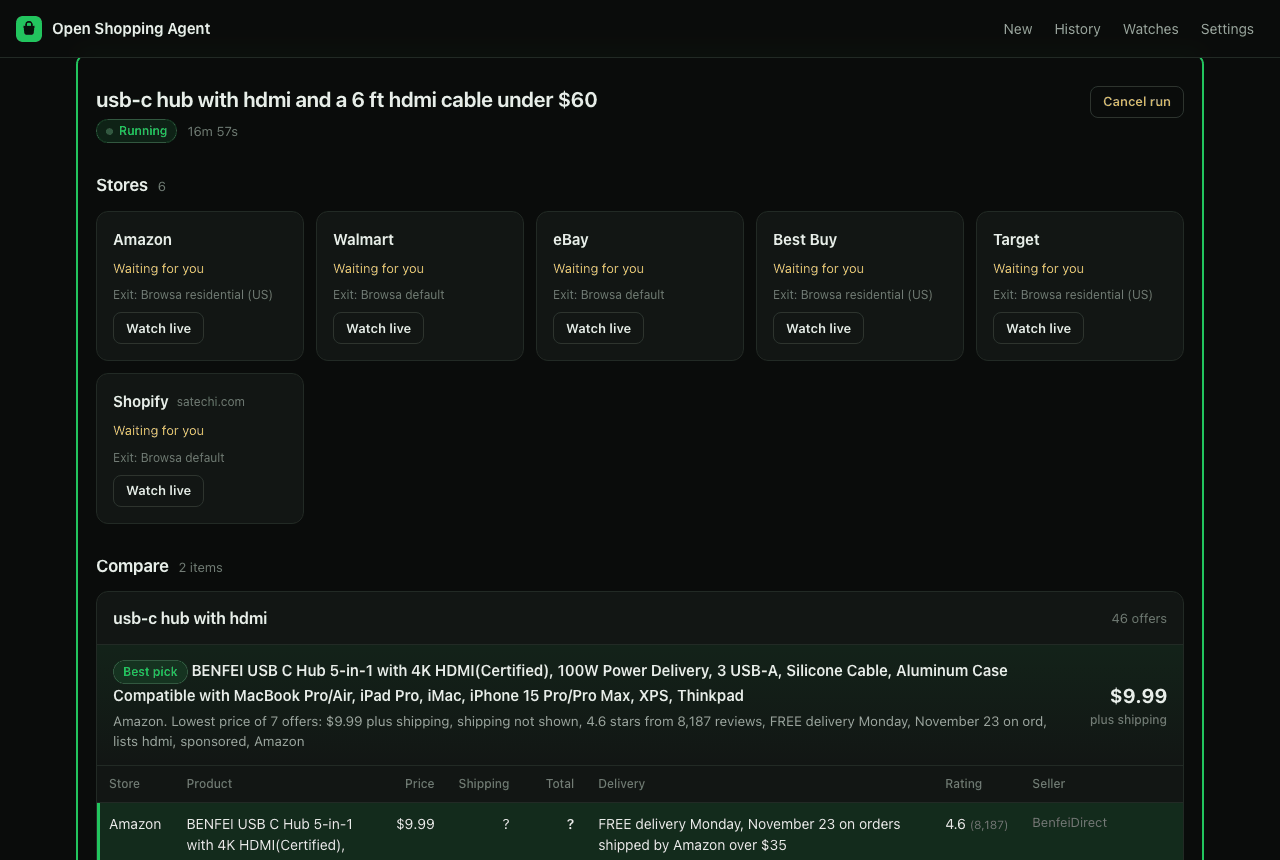 Open Shopping Agent
New History Watches Settings
usb-c hub with hdmi and a 6 ft hdmi cable under $60
Cancel run
Running 16m 57s
Stores 6
Amazon
Waiting for you
Exit: Browsa residential (US)
Watch live
Walmart
Waiting for you
Exit: Browsa default
Watch live
eBay
Waiting for you
Exit: Browsa default
Watch live
Best Buy
Waiting for you
Exit: Browsa residential (US)
Watch live
Target
Waiting for you
Exit: Browsa residential (US)
Watch live
Shopify satechi.com
Waiting for you
Exit: Browsa default
Watch live
Compare 2 items
usb-c hub with hdmi 46 offers
Best pick BENFEI USB C Hub 5-in-1 with 4K HDMI(Certified), 100W Power Delivery, 3 USB-A, Silicone Cable, Aluminum Case
Compatible with MacBook Pro/Air, iPad Pro, iMac, iPhone 15 Pro/Pro Max, XPS, Thinkpad
Amazon. Lowest price of 7 offers: $9.99 plus shipping, shipping not shown, 4.6 stars from 8,187 reviews, FREE delivery Monday, November 23 on ord,
lists hdmi, sponsored, Amazon
$9.99
plus shipping
Store Product Price Shipping Total Delivery Rating Seller
Amazon BENFEI USB C Hub 5-in-1 $9.99 ? ? FREE delivery Monday, November 23 on orders 4.6 (8,187) BenfeiDirect
with 4K HDMI(Certified), shipped by Amazon over $35